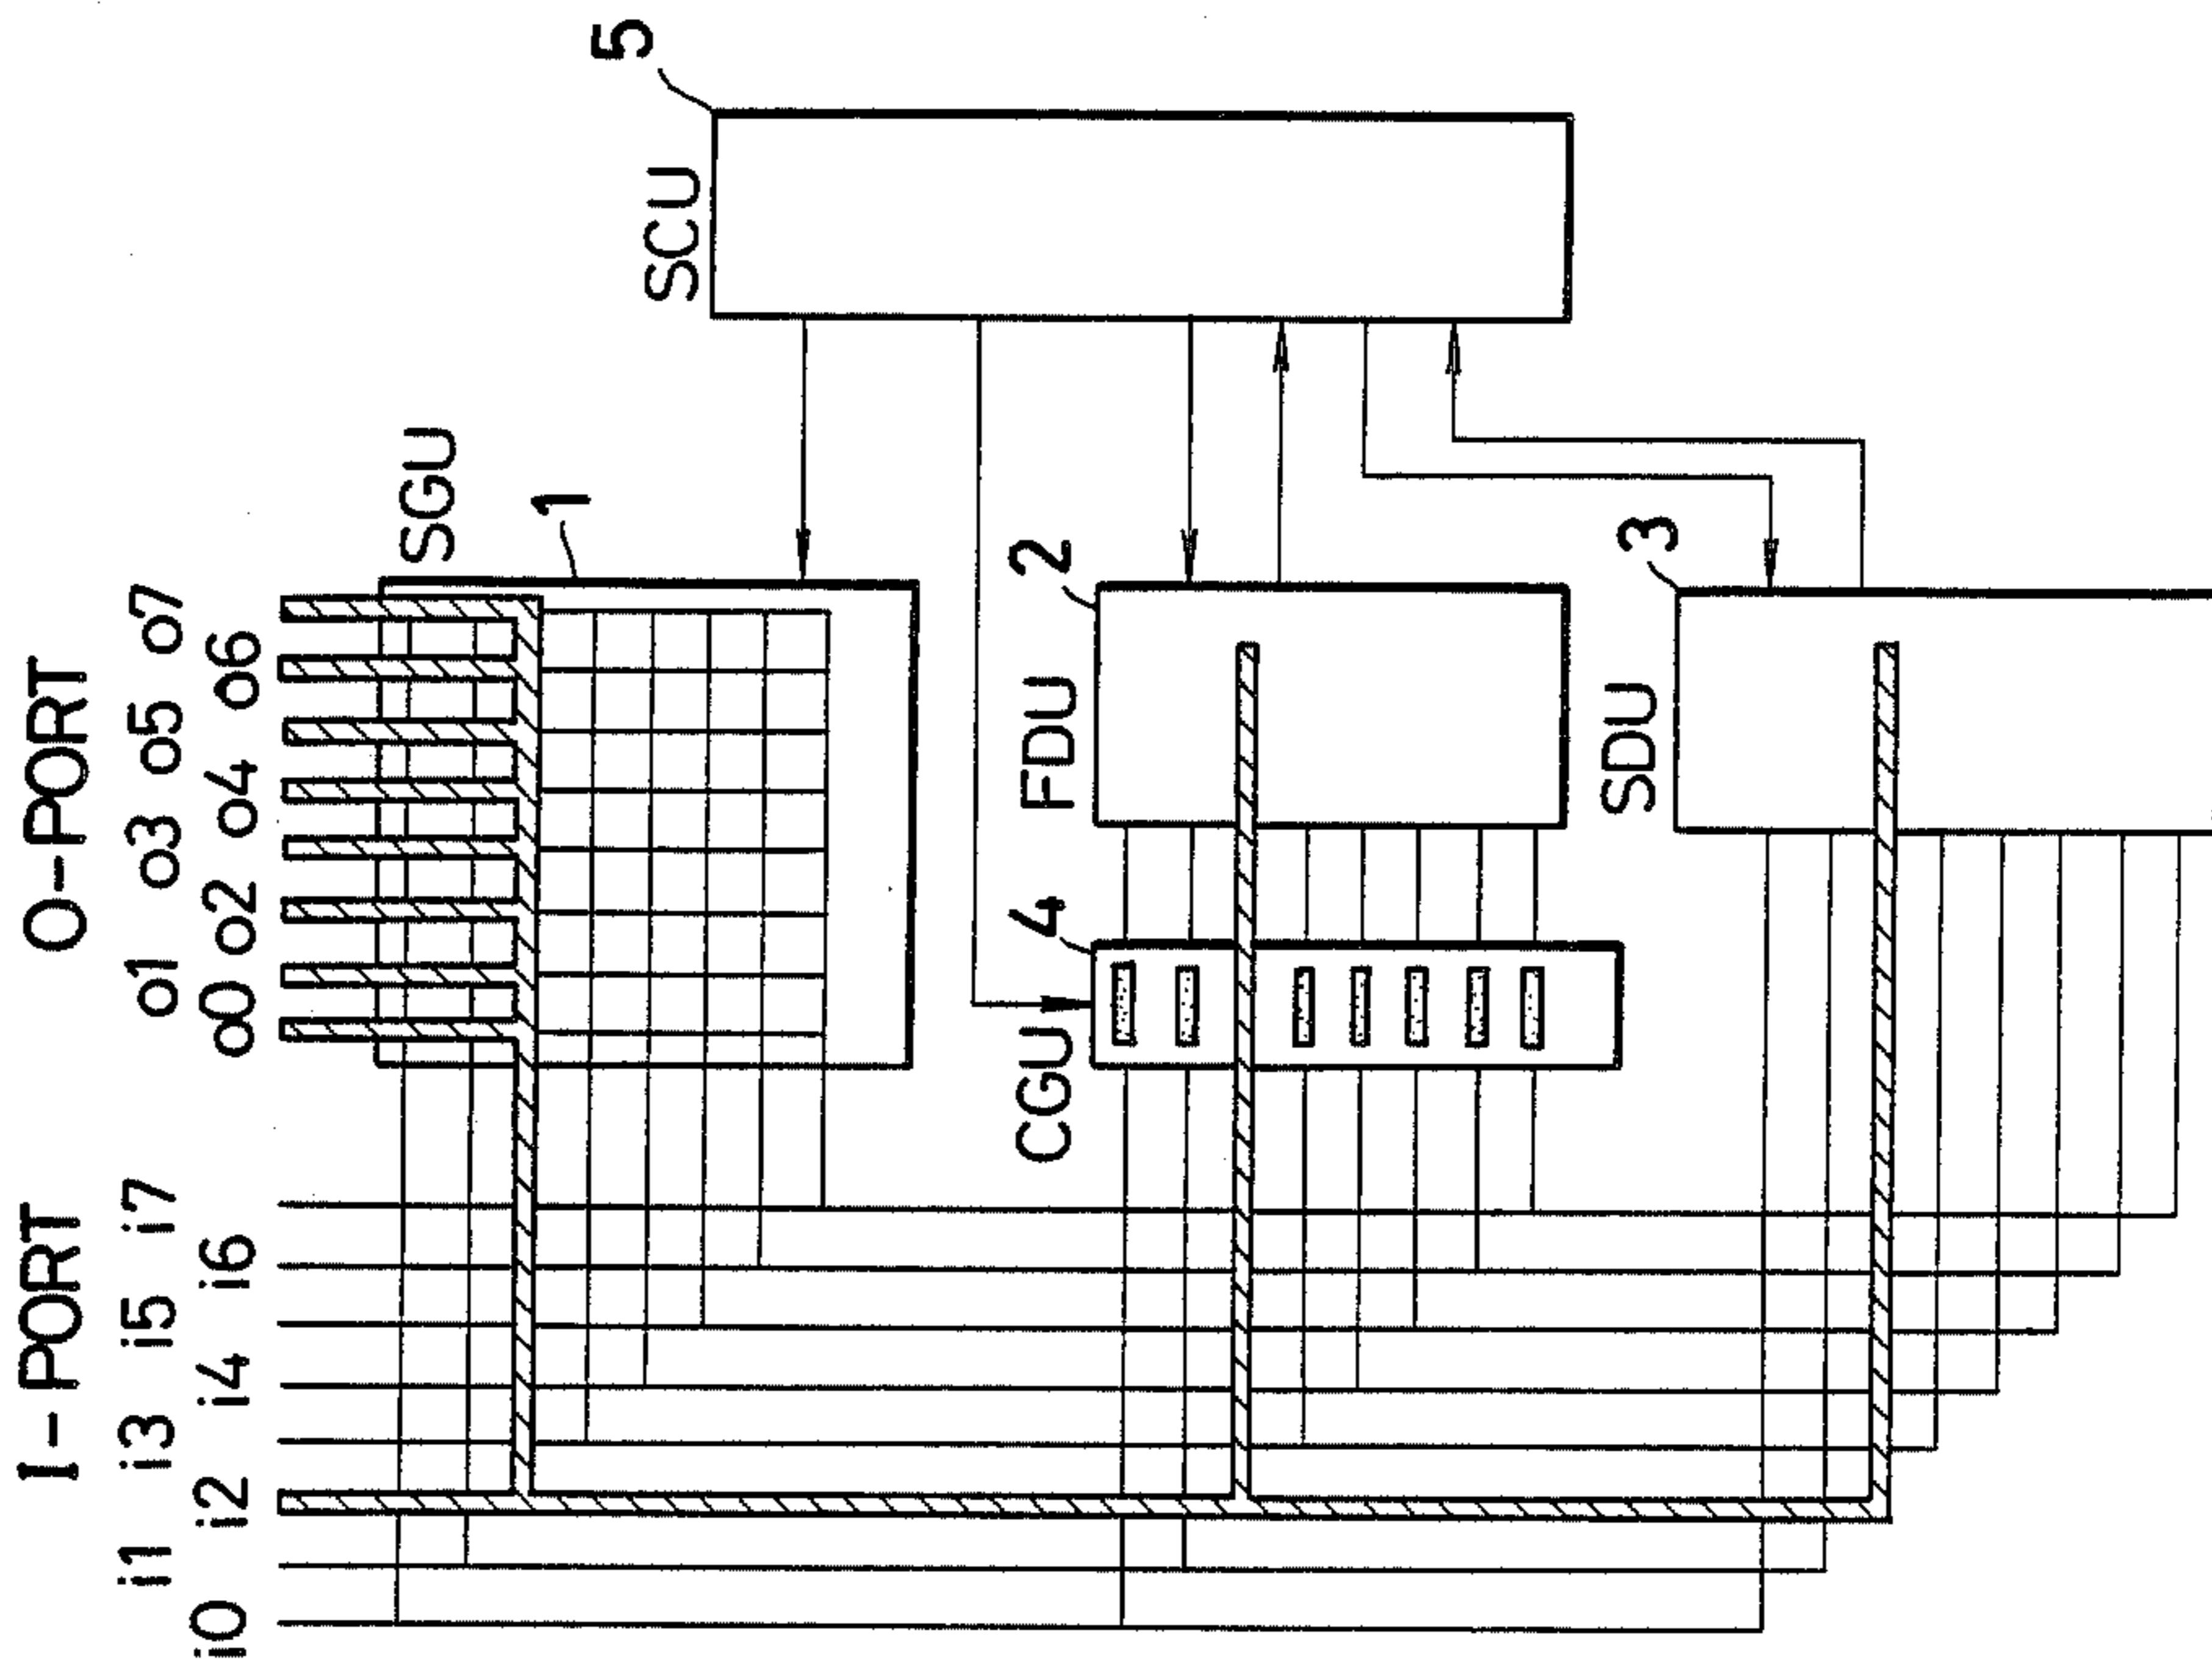 I-PORT
O-PORT
i1 i3 i5 i7
o1 o3 o5 o7
i0 i2 i4 i6
o0 o2 o4 o6
SGU
1
SCU
5
CGU
4
FDU
2
SDU
3